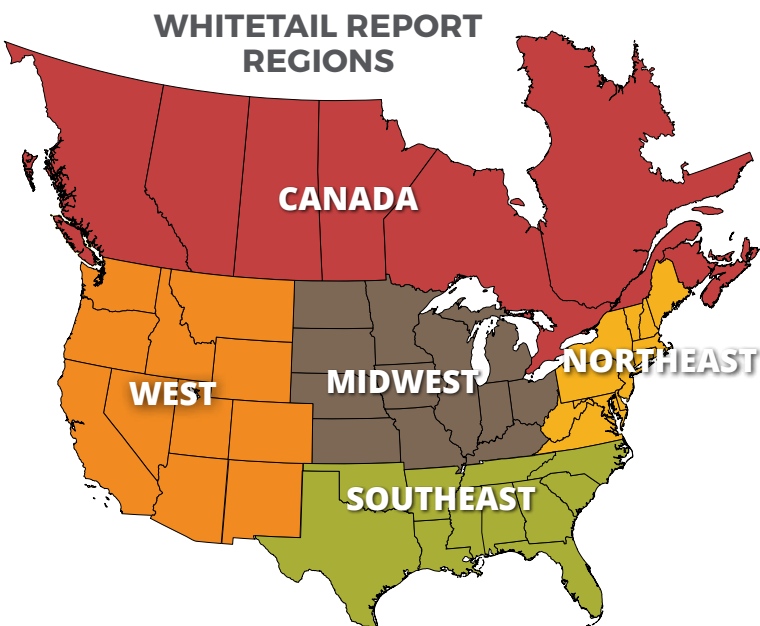 WHITETAIL REPORT
REGIONS
CANADA
NORTHEAST
MIDWEST
WEST
SOUTHEAST